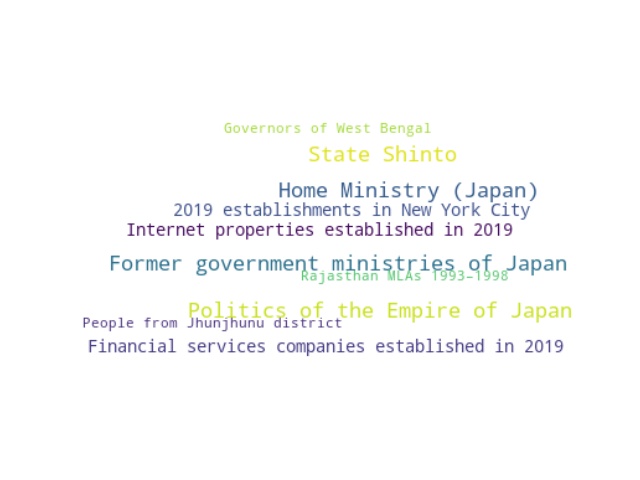 Governors of West Bengal
State Shinto
Home Ministry (Japan)
2019 establishments in New York City
Internet properties established in 2019
Former government ministries of Japan
Rajasthan MLAs 1993–1998
Politics of the Empire of Japan
People from Jhunjhunu district
Financial services companies established in 2019